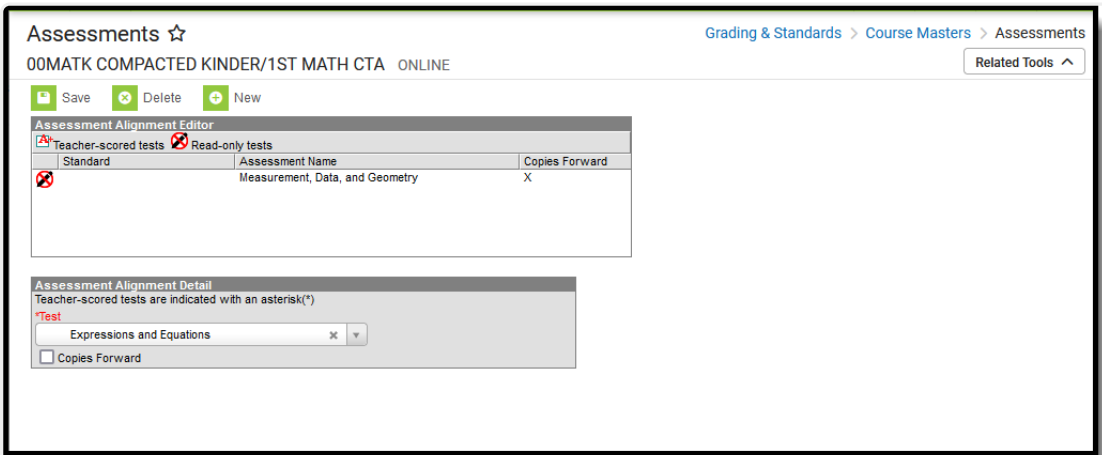 Assessments
Grading & Standards > Course Masters > Assessments
00MATK COMPACTED KINDER/1ST MATH CTA ONLINE
Related Tools
Save Delete New
Assessment Alignment Editor
A+ Teacher-scored tests Read-only tests
Standard Assessment Name Copies Forward
Measurement, Data, and Geometry X
Assessment Alignment Detail
Teacher-scored tests are indicated with an asterisk(*)
*Test
Expressions and Equations
Copies Forward